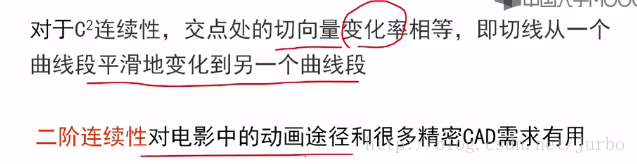 对于C²连续性，交点处的切向量变化率相等，即切线从一个
曲线段平滑地变化到另一个曲线段
二阶连续性对电影中的动画途径和很多精密CAD需求有用